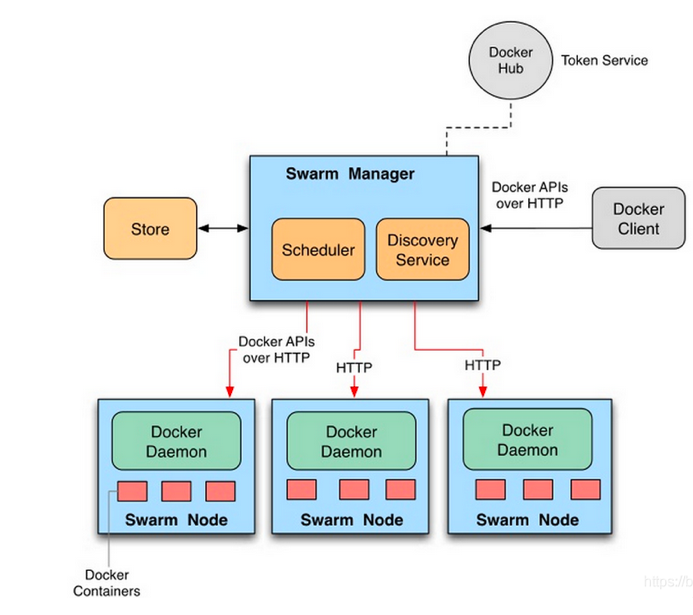 Docker
Hub
Token Service
Swarm Manager
Docker APIs
over HTTP
Docker
Client
Store
Scheduler
Discovery
Service
Docker APIs
over HTTP
HTTP
HTTP
Docker
Daemon
Docker
Daemon
Docker
Daemon
Swarm Node
Swarm Node
Swarm Node
Docker
Containers
https://b